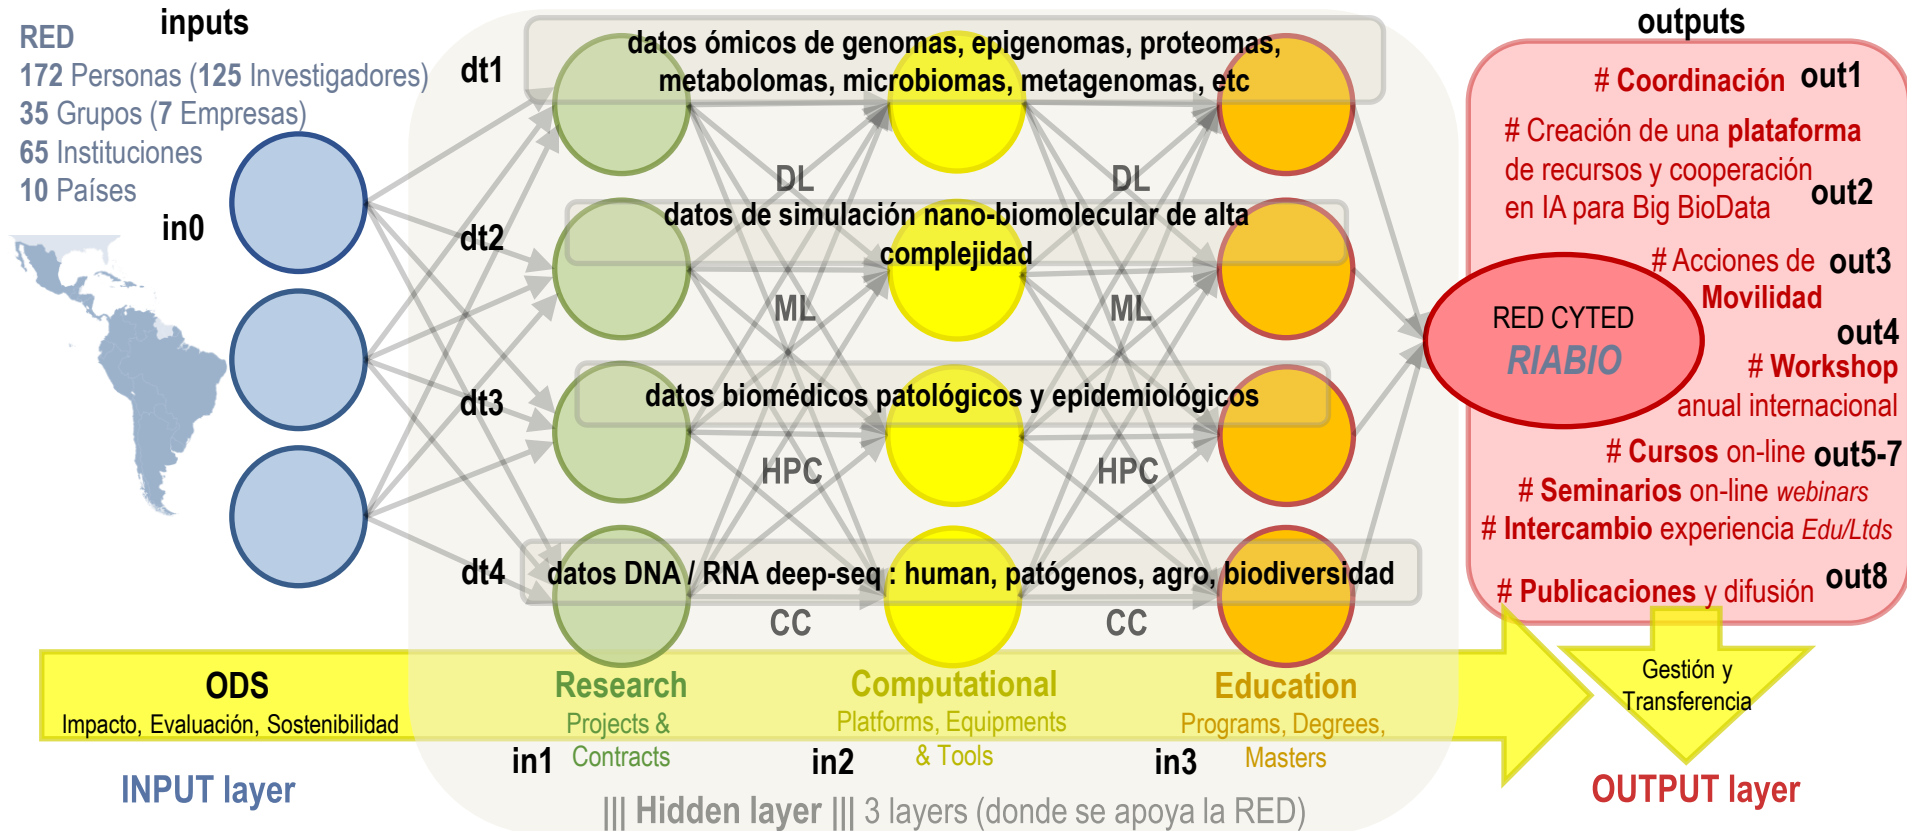 inputs
RED
172 Personas (125 Investigadores)
35 Grupos (7 Empresas)
65 Instituciones
10 Países
in0
dt1
datos ómicos de genomas, epigenomas, proteomas,
metabolomas, microbiomas, metagenomas, etc
DL
DL
dt2
datos de simulación nano-biomolecular de alta
complejidad
ML
ML
dt3
datos biomédicos patológicos y epidemiológicos
HPC
HPC
dt4
datos DNA / RNA deep-seq : human, patógenos, agro, biodiversidad
CC
CC
outputs
# Coordinación out1
# Creación de una plataforma
de recursos y cooperación
en IA para Big BioData
out2
# Acciones de out3
Movilidad
out4
# Workshop
anual internacional
# Cursos on-line out5-7
# Seminarios on-line webinars
# Intercambio experiencia Edu/Ltds
# Publicaciones y difusión out8
RED CYTED
RIABIO
ODS
Impacto, Evaluación, Sostenibilidad
Research
Projects &
Contracts
in1
Computational
Platforms, Equipments
& Tools
in2
Education
Programs, Degrees,
Masters
in3
Gestión y
Transferencia
INPUT layer
||| Hidden layer ||| 3 layers (donde se apoya la RED)
OUTPUT layer